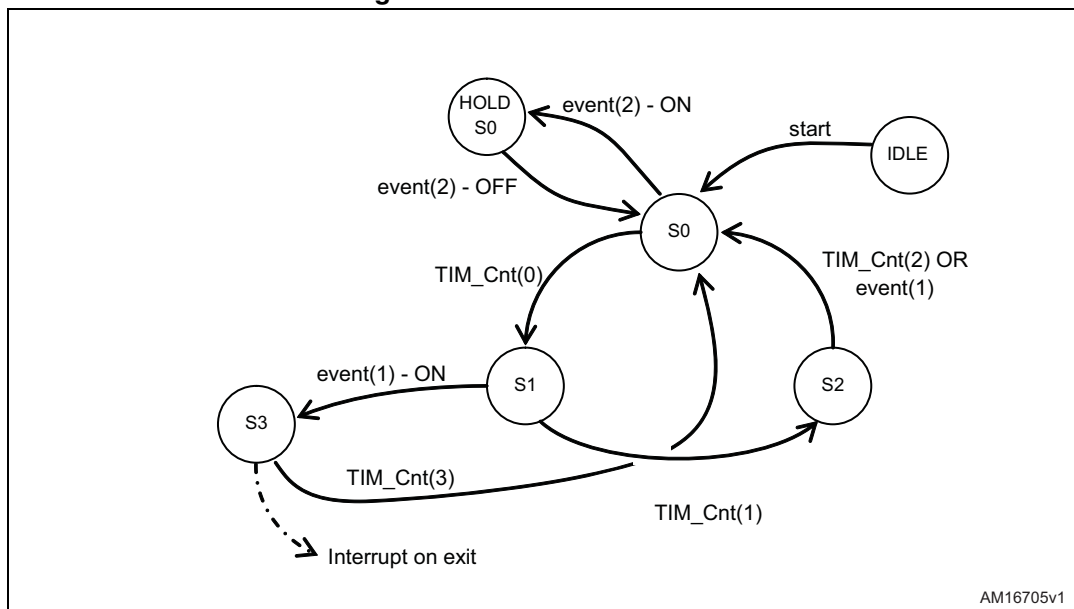 HOLD
S0
event(2) - ON
start
IDLE
event(2) - OFF
S0
TIM_Cnt(2) OR
event(1)
TIM_Cnt(0)
event(1) - ON
S1
S2
S3
TIM_Cnt(3)
TIM_Cnt(1)
Interrupt on exit
AM16705v1